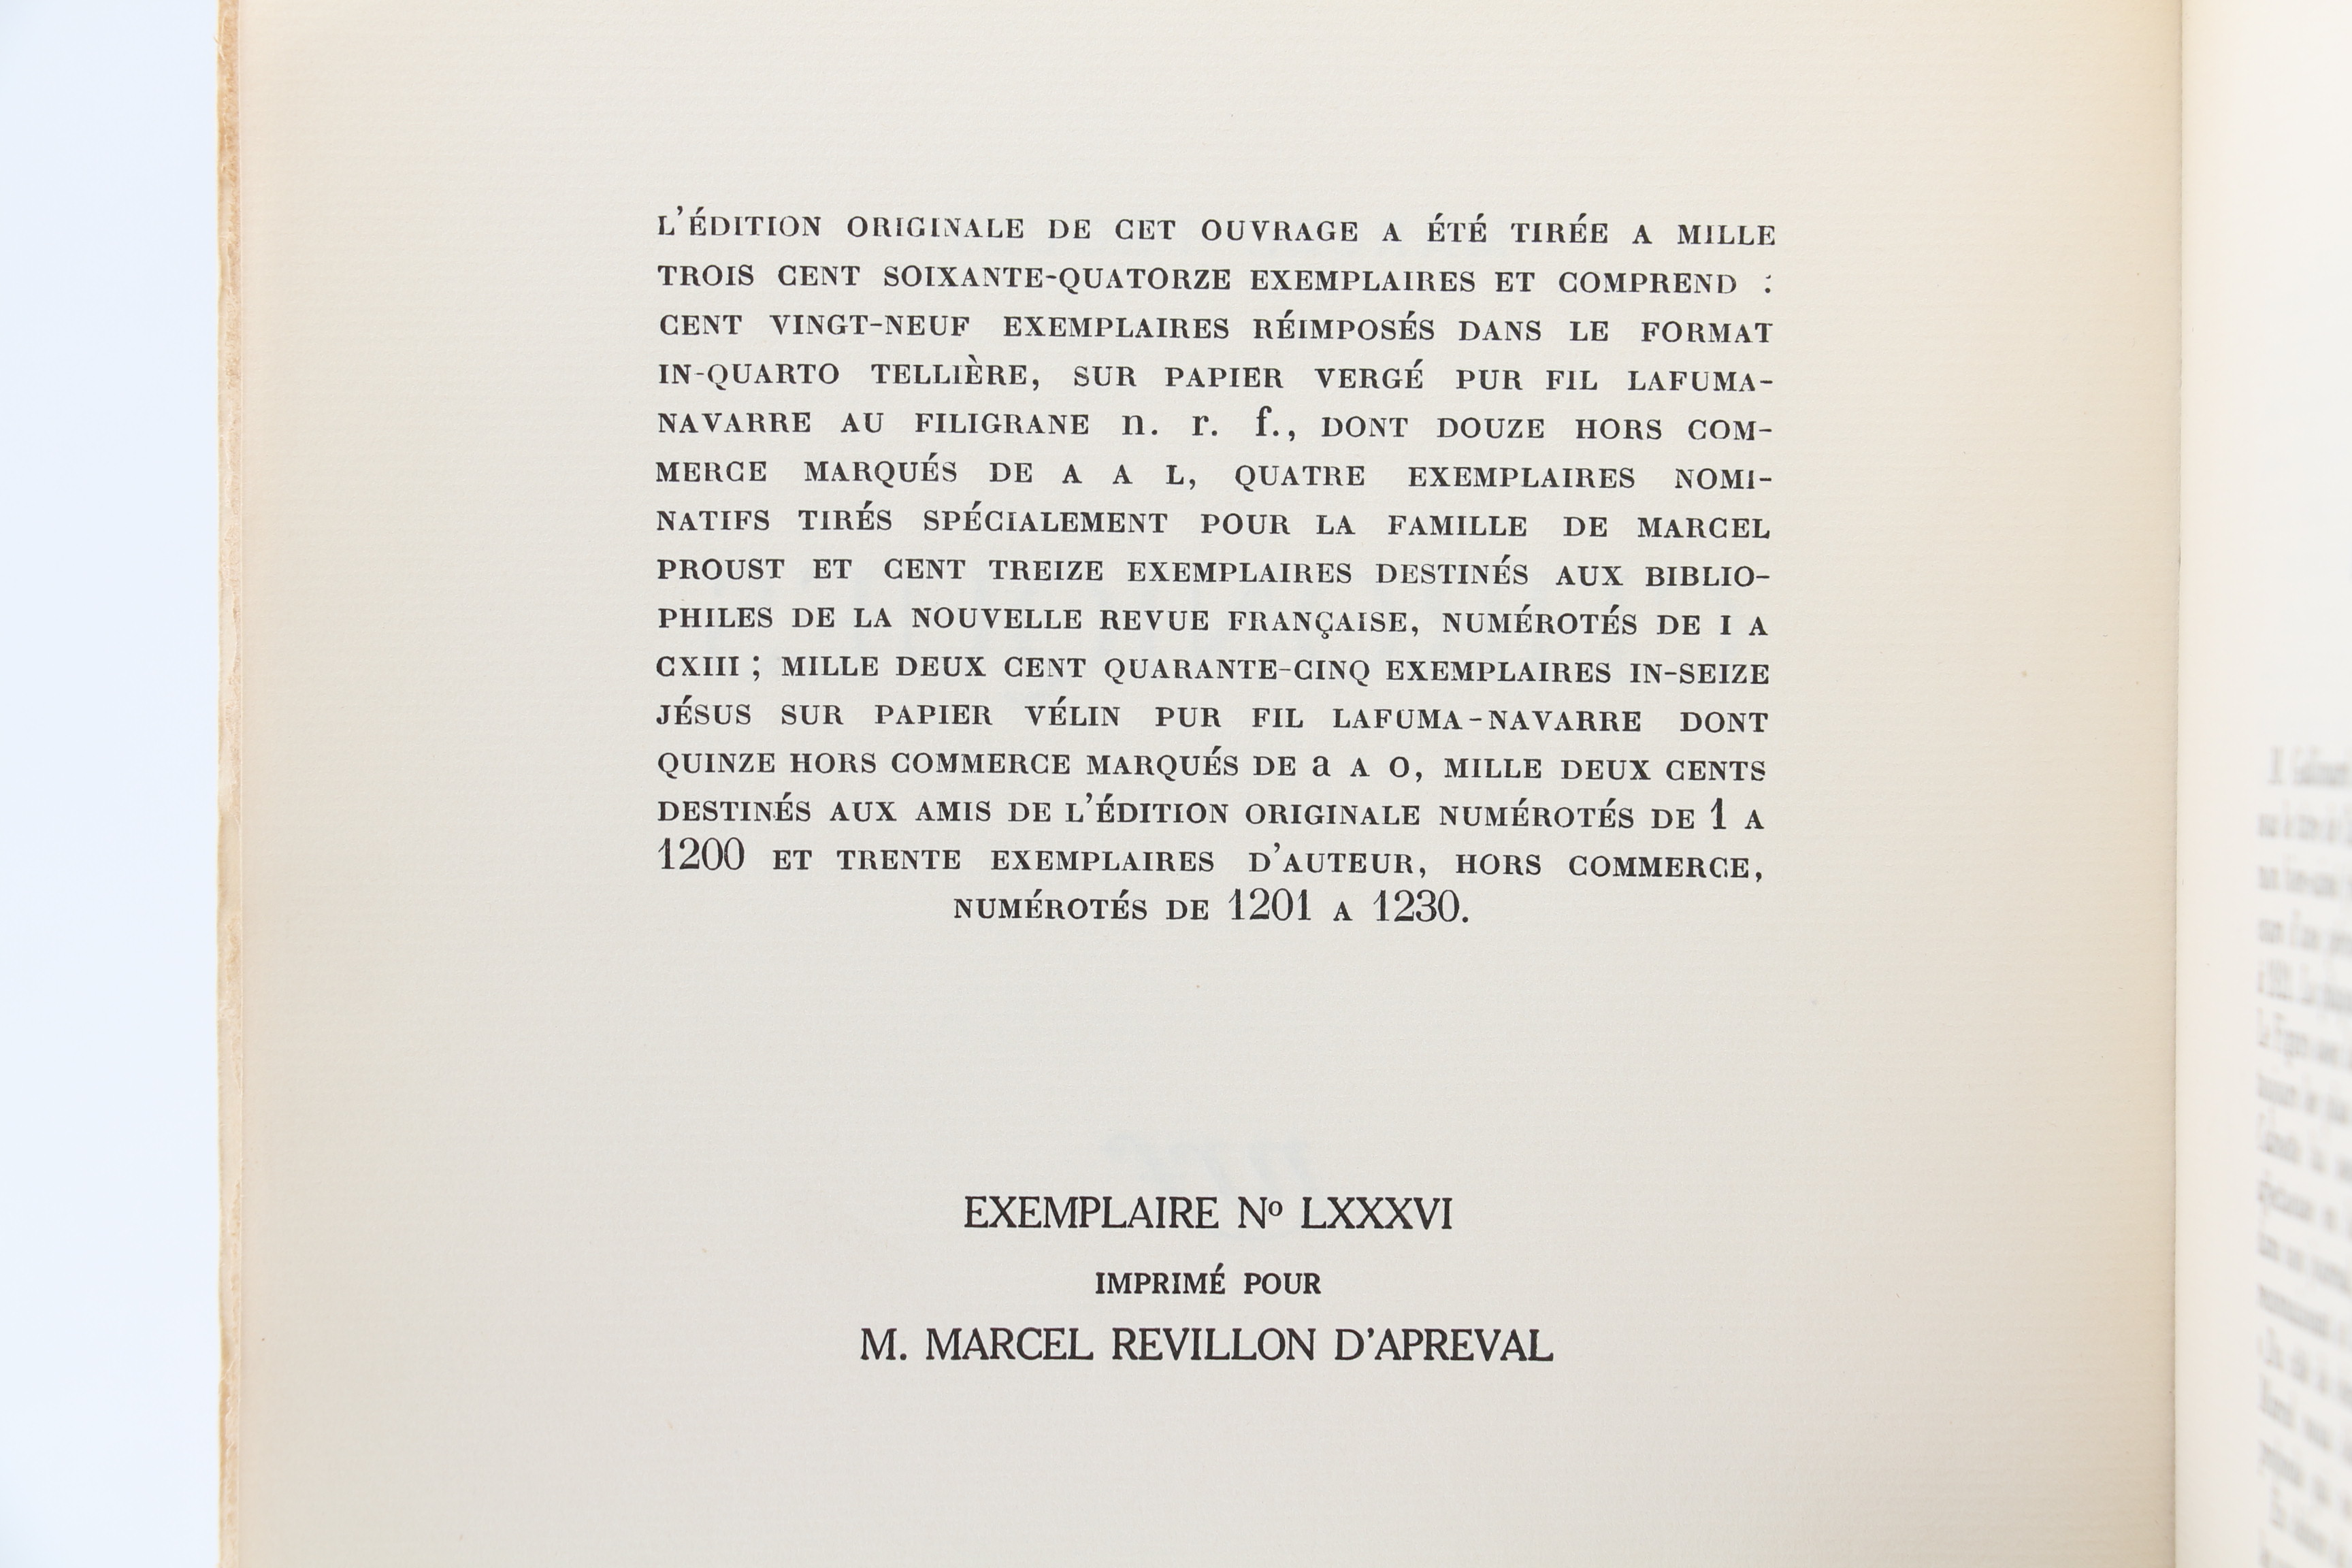 L'ÉDITION ORIGINALE DE CET OUVRAGE A ÉTÉ TIRÉE A MILLE
TROIS CENT SOIXANTE-QUATORZE EXEMPLAIRES ET COMPREND :
CENT VINGT-NEUF EXEMPLAIRES RÉIMPOSÉS DANS LE FORMAT
IN-QUARTO TELLIÈRE, SUR PAPIER VERGÉ PUR FIL LAFUMA-
NAVARRE AU FILIGRANE n. r. f., DONT DOUZE HORS COM-
MERCE MARQUÉS DE A A L, QUATRE EXEMPLAIRES NOMI-
NATIFS TIRÉS SPÉCIALEMENT POUR LA FAMILLE DE MARCEL
PROUST ET CENT TREIZE EXEMPLAIRES DESTINÉS AUX BIBLIO-
PHILES DE LA NOUVELLE REVUE FRANÇAISE, NUMÉROTÉS DE I A
CXIII ; MILLE DEUX CENT QUARANTE-CINQ EXEMPLAIRES IN-SEIZE
JÉSUS SUR PAPIER VÉLIN PUR FIL LAFUMA-NAVARRE DONT
QUINZE HORS COMMERCE MARQUÉS DE a A O, MILLE DEUX CENTS
DESTINÉS AUX AMIS DE L'ÉDITION ORIGINALE NUMÉROTÉS DE 1 A
1200 ET TRENTE EXEMPLAIRES D'AUTEUR, HORS COMMERCE,
NUMÉROTÉS DE 1201 A 1230.
EXEMPLAIRE Nº LXXXVI
IMPRIMÉ POUR
M. MARCEL REVILLON D'APREVAL